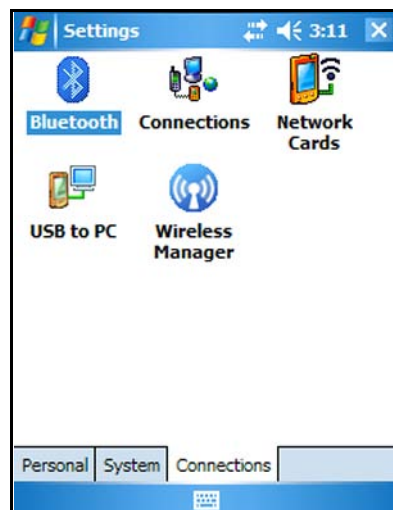 Settings 3:11
Bluetooth Connections Network
Cards
USB to PC Wireless
Manager
Personal System Connections